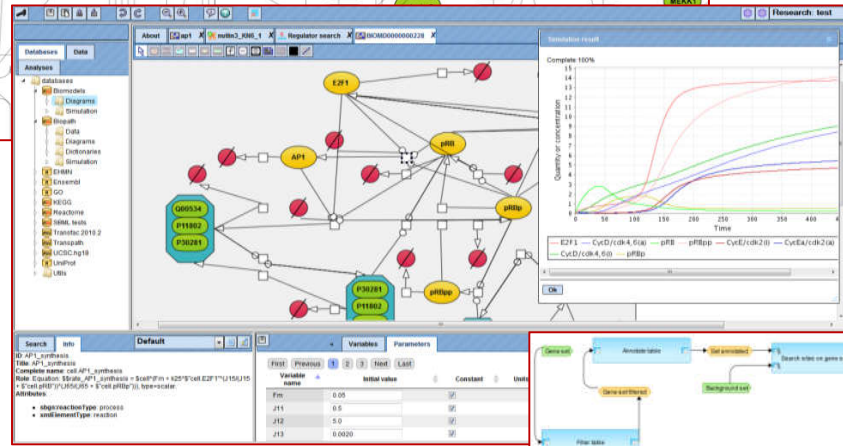 MEKK1
Research: test
About
ap1 X
nutlin3_KN6_1 X
Regulator search X
BIOMD0000000228 X
Databases
Data
Analyses
databases
Biomodels
Diagrams
Simulation
Biopath
Data
Diagrams
Dictionaries
Simulation
EHMN
Ensembl
GO
KEGG
Reactome
SBML tests
Transfac 2010.2
Transpath
UCSC hg18
UniProt
Utils
E2F1
pRB
AP1
pRBp
pRBpp
Q00534
P11802
P30281
P30281
P11802
Simulation result
Complete 100%
Quantity or concentration
15
14
13
12
11
10
9
8
7
6
5
4
3
2
1
0
0 50 100 150 200 250 300 350 400
Time
E2F1 CycD/cdk4,6(a) pRB pRBpp CycE/cdk2(i) CycEa/cdk2(a)
CycD/cdk4,6(i) pRBp
Ok
Search
Info
Default
ID: AP1_synthesis
Title: AP1_synthesis
Complete name: cell.AP1_synthesis
Attributes:
sbgn:reactionType: process
xmlElementType: reaction
Variables
Parameters
First Previous 1 2 3 Next Last
Variable name
Initial value
Constant
Units
Fm 0.05
J11 0.5
J12 5.0
J13 0.0020
Gene set
Annotate table
Set annotated
Search sites on gene s
Background set
Gene set filtered
Filter table